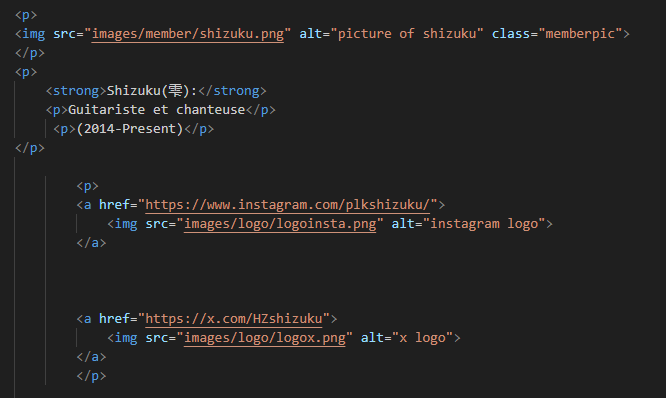 <p>
<img src="images/member/shizuku.png" alt="picture of shizuku" class="memberpic">
</p>
<p>
<strong>Shizuku(雫):</strong>
<p>Guitariste et chanteuse</p>
<p>(2014-Present)</p>
</p>
<p>
<a href="https://www.instagram.com/plkshizuku/">
<img src="images/logo/logoinsta.png" alt="instagram logo">
</a>
<a href="https://x.com/HZshizuku">
<img src="images/logo/logox.png" alt="x logo">
</a>
</p>